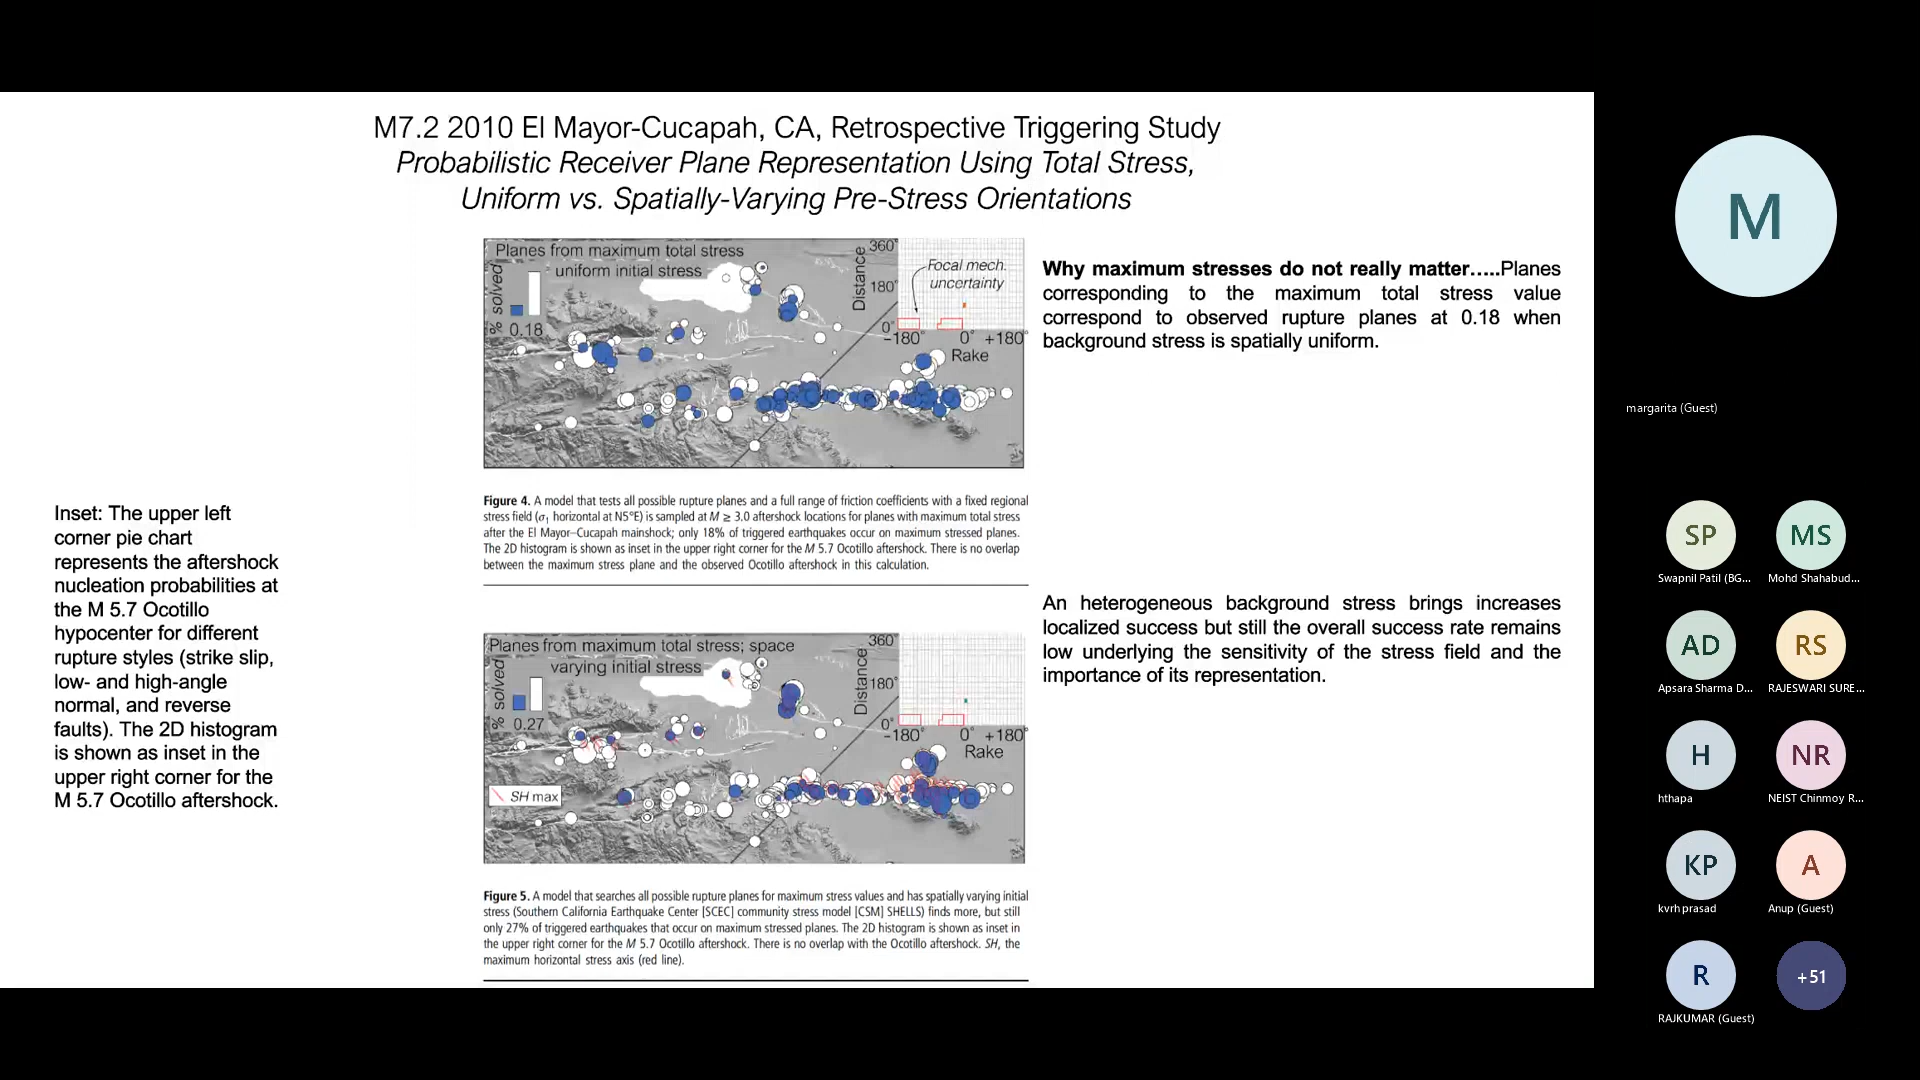 M7.2 2010 El Mayor-Cucapah, CA, Retrospective Triggering Study
Probabilistic Receiver Plane Representation Using Total Stress,
Uniform vs. Spatially-Varying Pre-Stress Orientations
Planes from maximum total stress
uniform initial stress
% solved
0.18
Distance
360°
180°
0°
Focal mech.
uncertainty
-180° 0° +180°
Rake
Why maximum stresses do not really matter…..Planes
corresponding to the maximum total stress value
correspond to observed rupture planes at 0.18 when
background stress is spatially uniform.
Figure 4. A model that tests all possible rupture planes and a full range of friction coefficients with a fixed regional
stress field (σ1 horizontal at N5°E) is sampled at M ≥ 3.0 aftershock locations for planes with maximum total stress
after the El Mayor–Cucapah mainshock; only 18% of triggered earthquakes occur on maximum stressed planes.
The 2D histogram is shown as inset in the upper right corner for the M 5.7 Ocotillo aftershock. There is no overlap
between the maximum stress plane and the observed Ocotillo aftershock in this calculation.
Inset: The upper left
corner pie chart
represents the aftershock
nucleation probabilities at
the M 5.7 Ocotillo
hypocenter for different
rupture styles (strike slip,
low- and high-angle
normal, and reverse
faults). The 2D histogram
is shown as inset in the
upper right corner for the
M 5.7 Ocotillo aftershock.
Planes from maximum total stress; space
varying initial stress
% solved
0.27
Distance
360°
180°
0°
-180° 0° +180°
Rake
SH max
An heterogeneous background stress brings increases
localized success but still the overall success rate remains
low underlying the sensitivity of the stress field and the
importance of its representation.
Figure 5. A model that searches all possible rupture planes for maximum stress values and has spatially varying initial
stress (Southern California Earthquake Center [SCEC] community stress model [CSM] SHELLS) finds more, but still
only 27% of triggered earthquakes that occur on maximum stressed planes. The 2D histogram is shown as inset in
the upper right corner for the M 5.7 Ocotillo aftershock. There is no overlap with the Ocotillo aftershock. SH, the
maximum horizontal stress axis (red line).
M
margarita (Guest)
SP
Swapnil Patil (BG...
MS
Mohd Shahabud...
AD
Apsara Sharma D...
RS
RAJESWARI SURE...
H
hthapa
NR
NEIST Chinmoy R...
KP
kvrh prasad
A
Anup (Guest)
R
RAJKUMAR (Guest)
+51